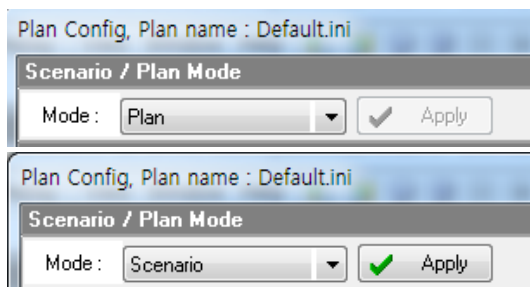 Plan Config, Plan name : Default.ini
Scenario / Plan Mode
Mode : Plan Apply
Plan Config, Plan name : Default.ini
Scenario / Plan Mode
Mode : Scenario Apply